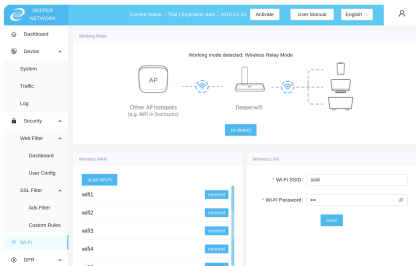 DEEPER
NETWORK
Current status – Trial | Expiration date : 2019-12-12
Activate
User Manual
English
Dashboard
Device
System
Traffic
Log
Security
Web Filter
Dashboard
User Config
SSL Filter
Ads Filter
Custom Rules
Wi-Fi
DPR
Working Mode
Working mode detected: Wireless Relay Mode
AP
Other AP hotspots
(e.g. WiFi in Starbucks)
Deeperwifi
re-detect
Wireless WAN
scan Wi-Fi
wifi1 connect
wifi2 connect
wifi3 connect
wifi4 connect
Wireless LAN
* Wi-Fi SSID: ssid
* Wi-Fi Password: •••
save